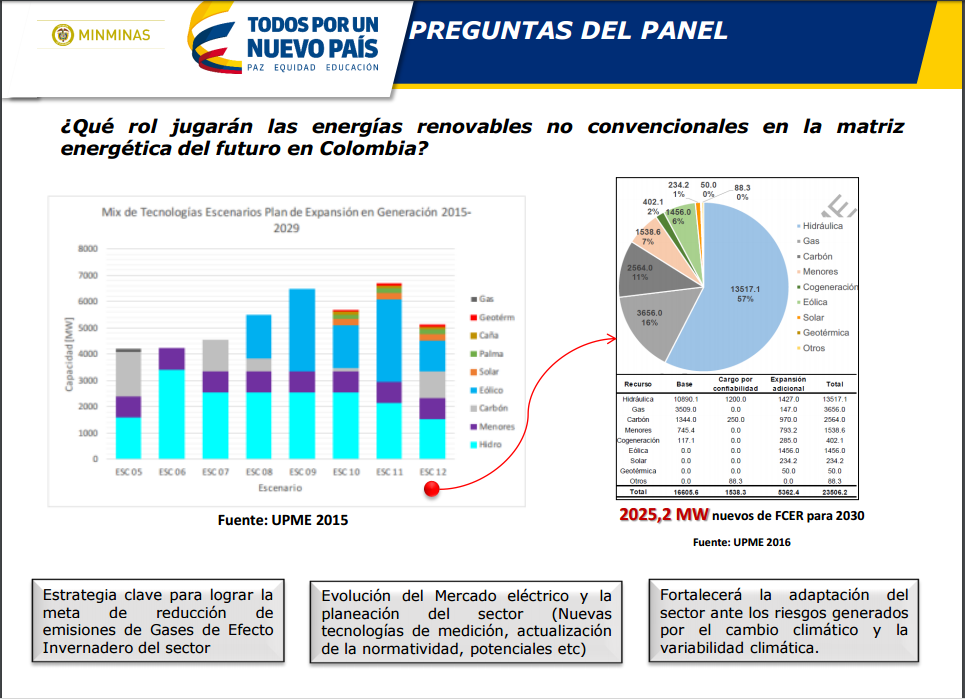 MINMINAS
TODOS POR UN
NUEVO PAÍS
PAZ EQUIDAD EDUCACIÓN
PREGUNTAS DEL PANEL
¿Qué rol jugarán las energías renovables no convencionales en la matriz
energética del futuro en Colombia?
Mix de Tecnologías Escenarios Plan de Expansión en Generación 2015-
2029
Capacidad [MW]
8000
7000
6000
5000
4000
3000
2000
1000
0
ESC 05 ESC 06 ESC 07 ESC 08 ESC 09 ESC 10 ESC 11 ESC 12
Escenario
Gas
Geotérm
Caña
Palma
Solar
Eólico
Carbón
Menores
Hidro
Fuente: UPME 2015
234.2 50.0 88.3
1% 0% 0%
402.1
2%
1456.0
6%
1538.6
7%
2564.0
11%
3656.0
16%
13517.1
57%
Hidráulica
Gas
Carbón
Menores
Cogeneración
Eólica
Solar
Geotérmica
Otros
Recurso Base Cargo por confiabilidad Expansión adicional Total
Hidráulica 10890.1 1200.0 1427.0 13517.1
Gas 3509.0 0.0 147.0 3656.0
Carbón 1344.0 250.0 970.0 2564.0
Menores 745.4 0.0 793.2 1538.6
Cogeneración 117.1 0.0 285.0 402.1
Eólica 0.0 0.0 1456.0 1456.0
Solar 0.0 0.0 234.2 234.2
Geotérmica 0.0 0.0 50.0 50.0
Otros 0.0 88.3 0.0 88.3
Total 16605.6 1538.3 5362.4 23506.2
2025,2 MW nuevos de FCER para 2030
Fuente: UPME 2016
Estrategia clave para lograr la
meta de reducción de
emisiones de Gases de Efecto
Invernadero del sector
Evolución del Mercado eléctrico y la
planeación del sector (Nuevas
tecnologías de medición, actualización
de la normatividad, potenciales etc)
Fortalecerá la adaptación del
sector ante los riesgos generados
por el cambio climático y la
variabilidad climática.